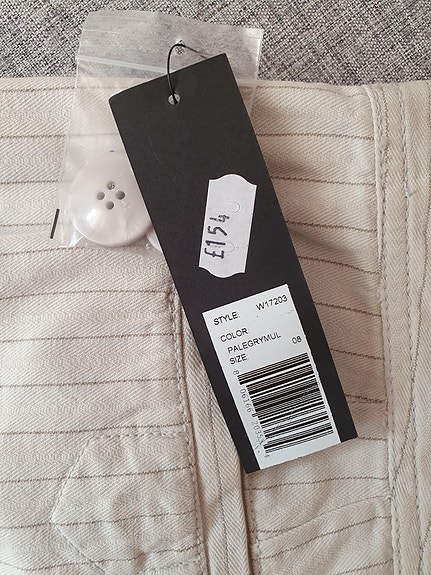 £154
STYLE: W17203
COLOR
PALEGRYMUL
SIZE: 08